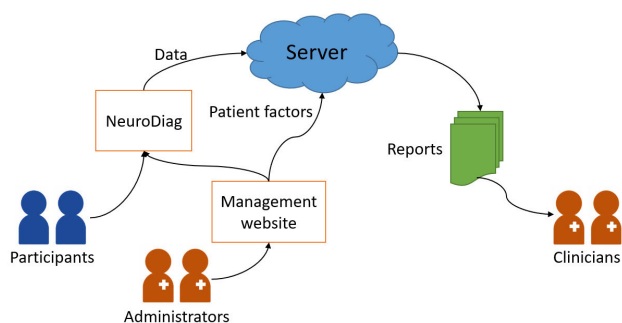 Server
Data
NeuroDiag
Patient factors
Reports
Management
website
Participants
Clinicians
Administrators